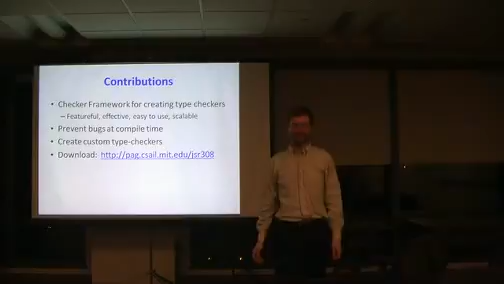 Contributions
• Checker Framework for creating type checkers
– Featureful, effective, easy to use, scalable
• Prevent bugs at compile time
• Create custom type-checkers
• Download: http://pag.csail.mit.edu/jsr308